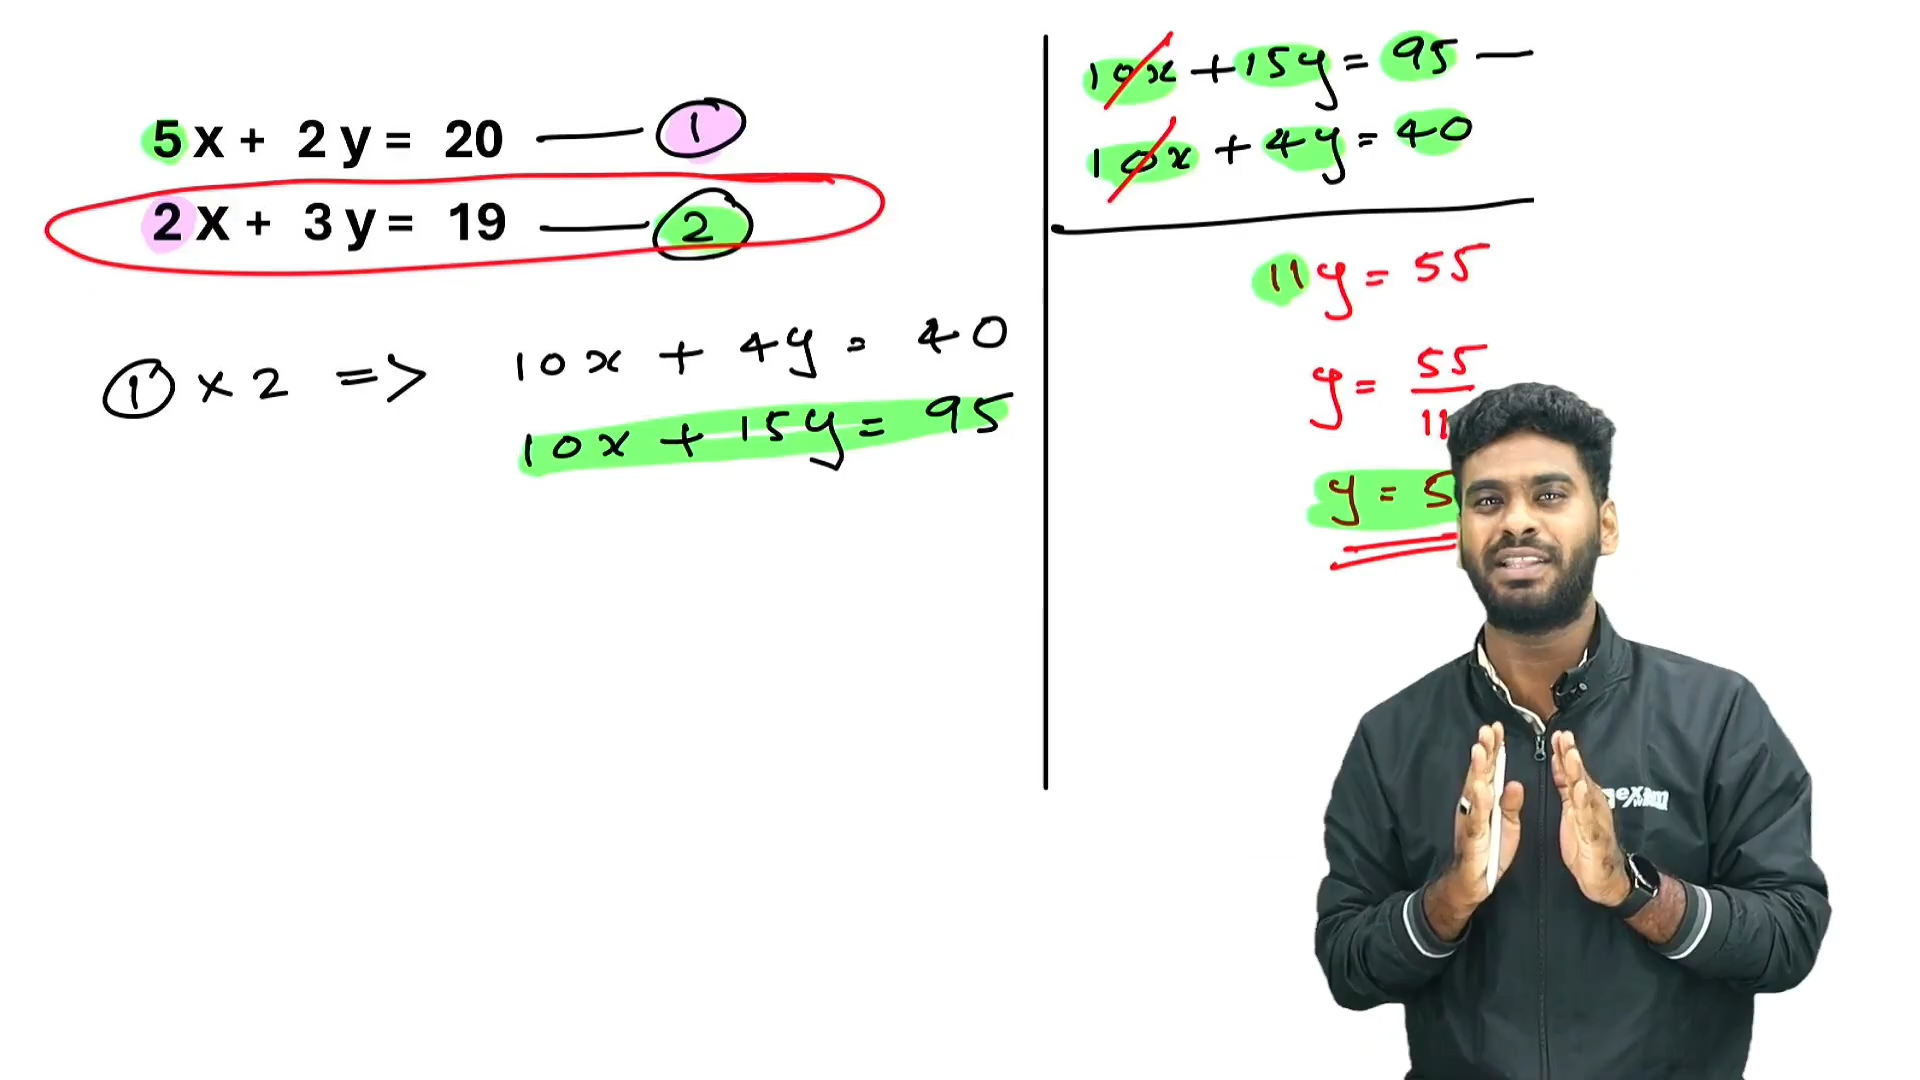 5x + 2y = 20 —— ①
2x + 3y = 19 —— ②
① × 2 => 10x + 4y = 40
10x + 15y = 95
10x + 15y = 95 —
10x + 4y = 40
11y = 55
y = 55/11
y = 5